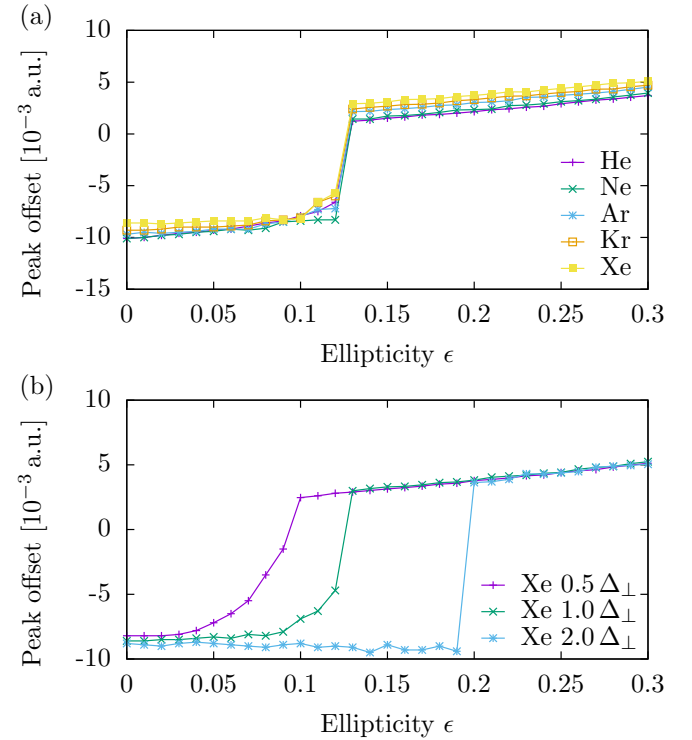 (a)
Peak offset [10⁻³ a.u.]
10
5
0
-5
-10
-15
0
0.05
0.1
0.15
0.2
0.25
0.3
He
Ne
Ar
Kr
Xe
Ellipticity ϵ
(b)
Peak offset [10⁻³ a.u.]
10
5
0
-5
-10
0
0.05
0.1
0.15
0.2
0.25
0.3
Xe 0.5 Δ⊥
Xe 1.0 Δ⊥
Xe 2.0 Δ⊥
Ellipticity ϵ